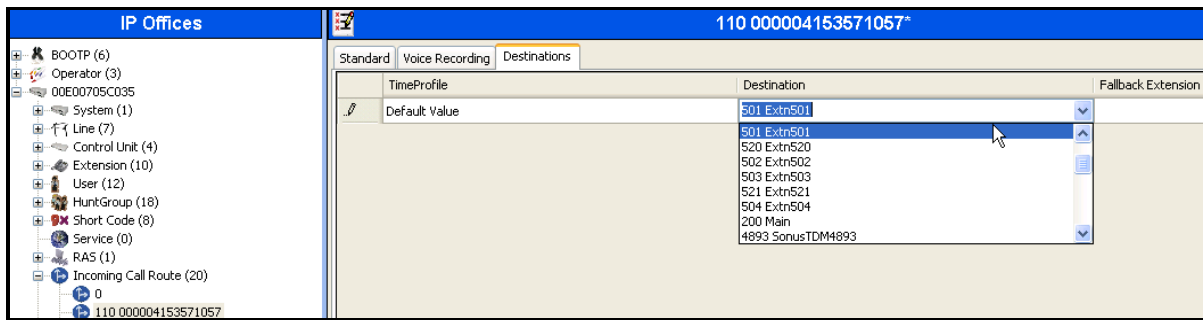 IP Offices
BOOTP (6)
Operator (3)
00E00705C035
System (1)
Line (7)
Control Unit (4)
Extension (10)
User (12)
HuntGroup (18)
Short Code (8)
Service (0)
RAS (1)
Incoming Call Route (20)
0
110 000004153571057
110 000004153571057*
Standard Voice Recording Destinations
TimeProfile Destination Fallback Extension
Default Value 501 Extn501
501 Extn501
520 Extn520
502 Extn502
503 Extn503
521 Extn521
504 Extn504
200 Main
4893 SonusTDM4893